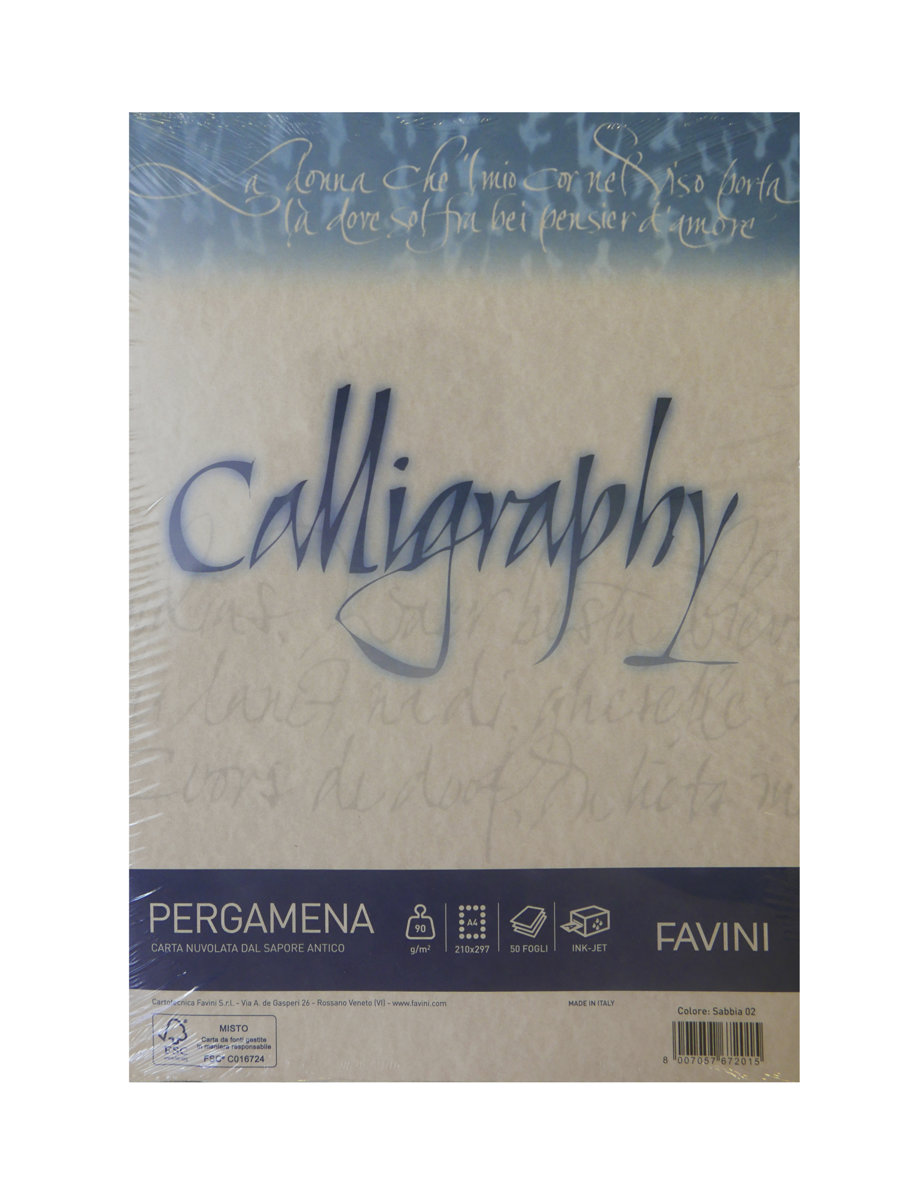 La donna che 'l mio cor nel viso porta
là dove sol fra bei pensier d'amore
Calligraphy
PERGAMENA
CARTA NUVOLATA DAL SAPORE ANTICO
90
g/m²
A4
210x297
50 FOGLI
INK-JET
FAVINI
Cartotecnica Favini S.r.l. - Via A. de Gasperi 26 - Rossano Veneto (VI) - www.favini.com
MADE IN ITALY
Colore: Sabbia 02
FSC
MISTO
Carta da fonti gestite
in maniera responsabile
FSC® C016724
8 007057 672015